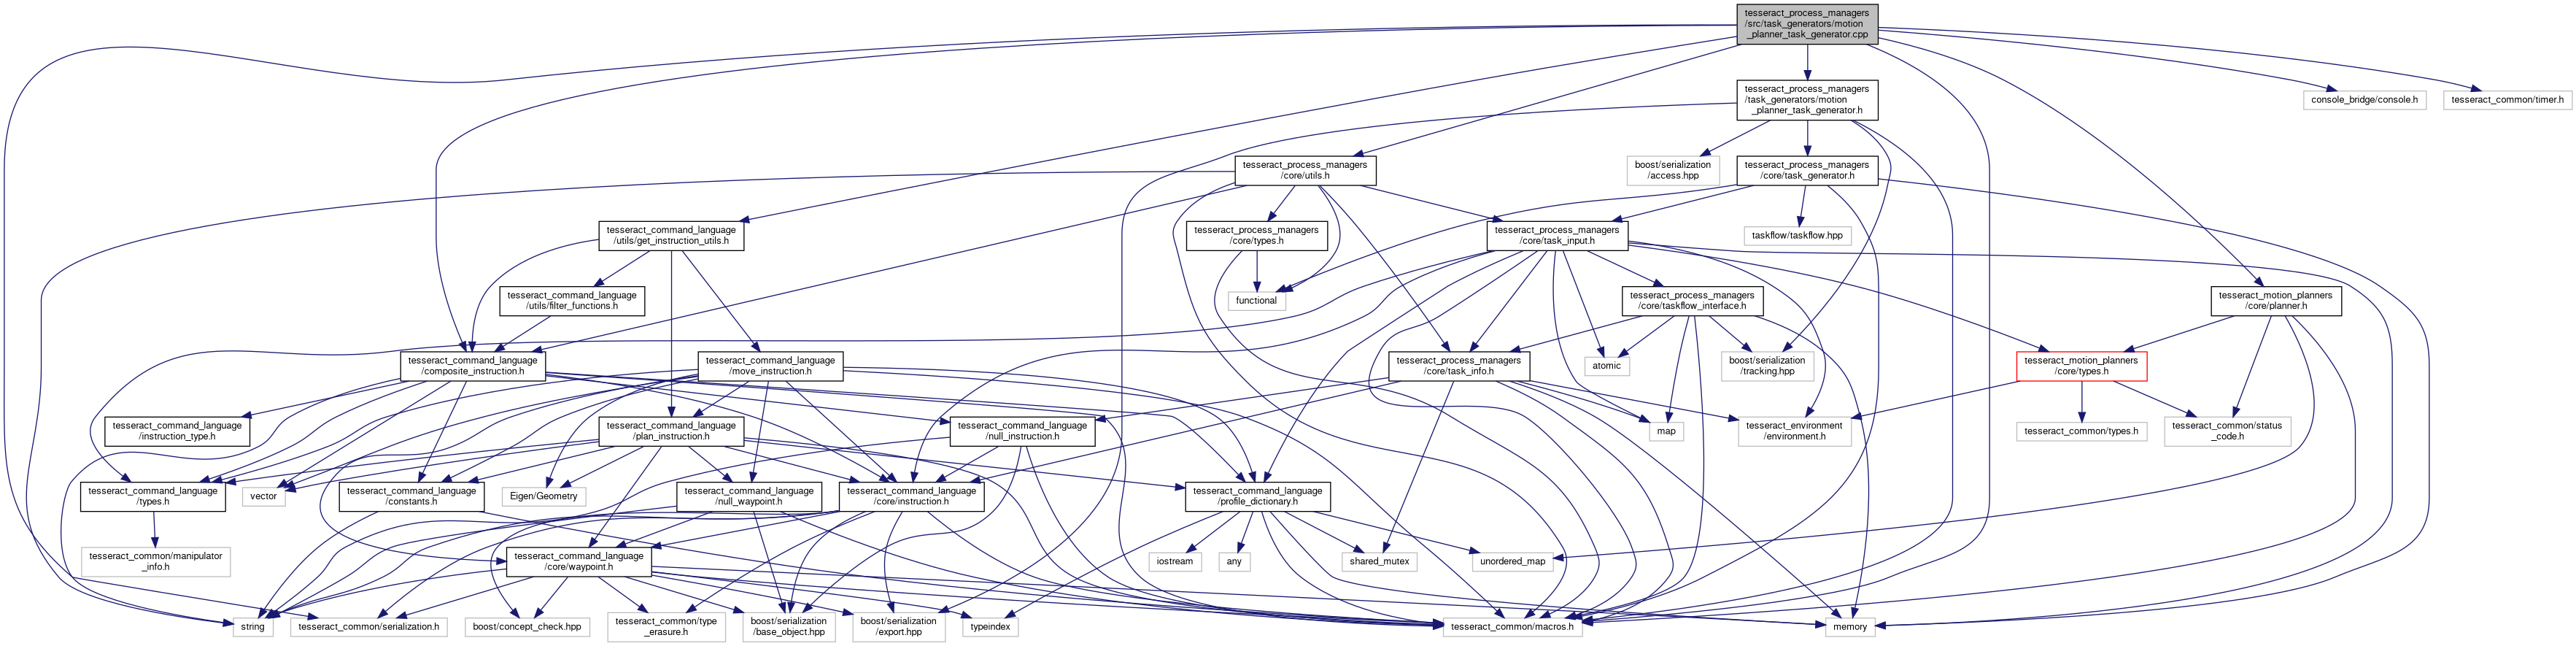 tesseract_process_managers
/src/task_generators/motion
_planner_task_generator.cpp
tesseract_process_managers
/task_generators/motion
_planner_task_generator.h
console_bridge/console.h
tesseract_common/timer.h
tesseract_process_managers
/core/utils.h
boost/serialization
/access.hpp
tesseract_process_managers
/core/task_generator.h
tesseract_command_language
/utils/get_instruction_utils.h
tesseract_process_managers
/core/types.h
tesseract_process_managers
/core/task_input.h
taskflow/taskflow.hpp
tesseract_command_language
/utils/filter_functions.h
functional
tesseract_process_managers
/core/taskflow_interface.h
tesseract_motion_planners
/core/planner.h
tesseract_command_language
/composite_instruction.h
tesseract_command_language
/move_instruction.h
tesseract_process_managers
/core/task_info.h
atomic
boost/serialization
/tracking.hpp
tesseract_motion_planners
/core/types.h
tesseract_command_language
/instruction_type.h
tesseract_command_language
/plan_instruction.h
tesseract_command_language
/null_instruction.h
map
tesseract_environment
/environment.h
tesseract_common/types.h
tesseract_common/status
_code.h
tesseract_command_language
/types.h
vector
tesseract_command_language
/constants.h
Eigen/Geometry
tesseract_command_language
/null_waypoint.h
tesseract_command_language
/core/instruction.h
tesseract_command_language
/profile_dictionary.h
tesseract_common/manipulator
_info.h
tesseract_command_language
/core/waypoint.h
iostream
any
shared_mutex
unordered_map
string
tesseract_common/serialization.h
boost/concept_check.hpp
tesseract_common/type
_erasure.h
boost/serialization
/base_object.hpp
boost/serialization
/export.hpp
typeindex
tesseract_common/macros.h
memory